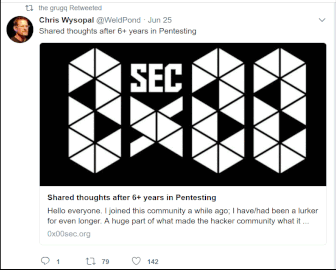 the grugq Retweeted
Chris Wysopal @WeldPond · Jun 25
Shared thoughts after 6+ years in Pentesting
SEC
Shared thoughts after 6+ years in Pentesting
Hello everyone. I joined this community a while ago; I have/had been a lurker
for even longer. A huge part of what made the hacker community what it ...
0x00sec.org
1 79 142